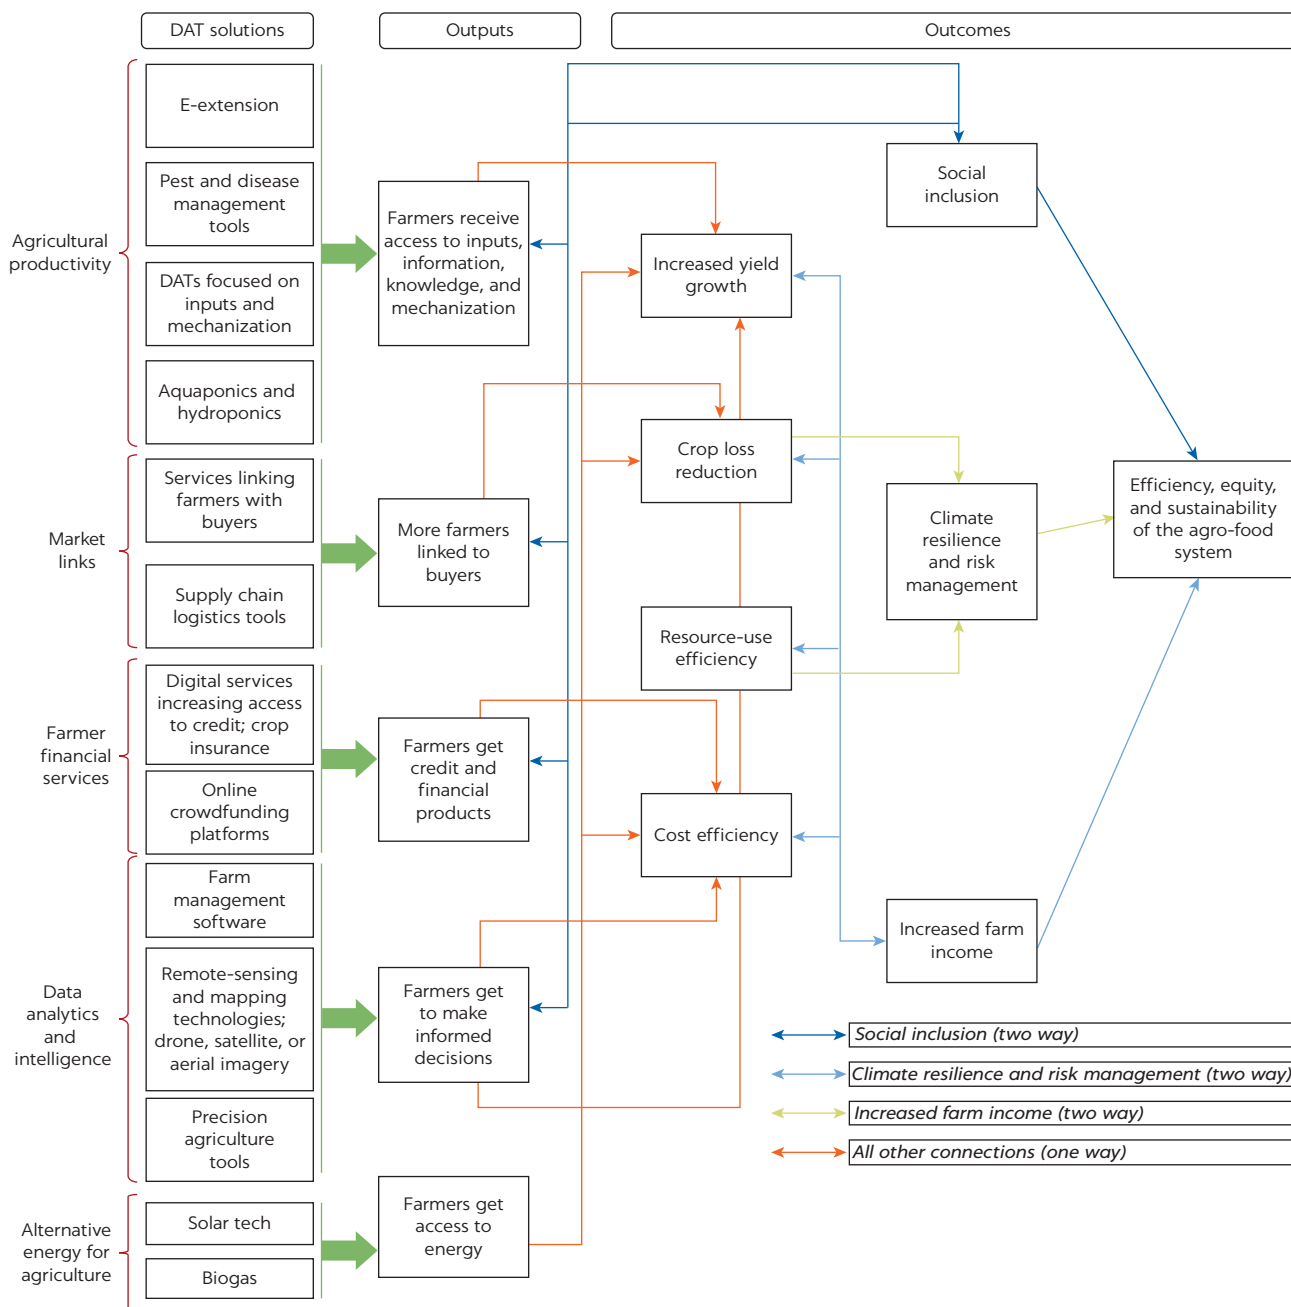 DAT solutions
Outputs
Outcomes
Agricultural
productivity
E-extension
Pest and disease
management
tools
DATs focused on
inputs and
mechanization
Aquaponics and
hydroponics
Farmers receive
access to inputs,
information,
knowledge, and
mechanization
Market
links
Services linking
farmers with
buyers
Supply chain
logistics tools
More farmers
linked to
buyers
Farmer
financial
services
Digital services
increasing access
to credit; crop
insurance
Online
crowdfunding
platforms
Farmers get
credit and
financial
products
Data
analytics and
intelligence
Farm
management
software
Remote-sensing
and mapping
technologies;
drone, satellite, or
aerial imagery
Precision
agriculture
tools
Farmers get
to make
informed
decisions
Alternative
energy for
agriculture
Solar tech
Biogas
Farmers get
access to
energy
Increased yield
growth
Crop loss
reduction
Resource-use
efficiency
Cost efficiency
Social
inclusion
Climate
resilience
and risk
management
Increased farm
income
Efficiency, equity,
and sustainability
of the agro-food
system
Social inclusion (two way)
Climate resilience and risk management (two way)
Increased farm income (two way)
All other connections (one way)